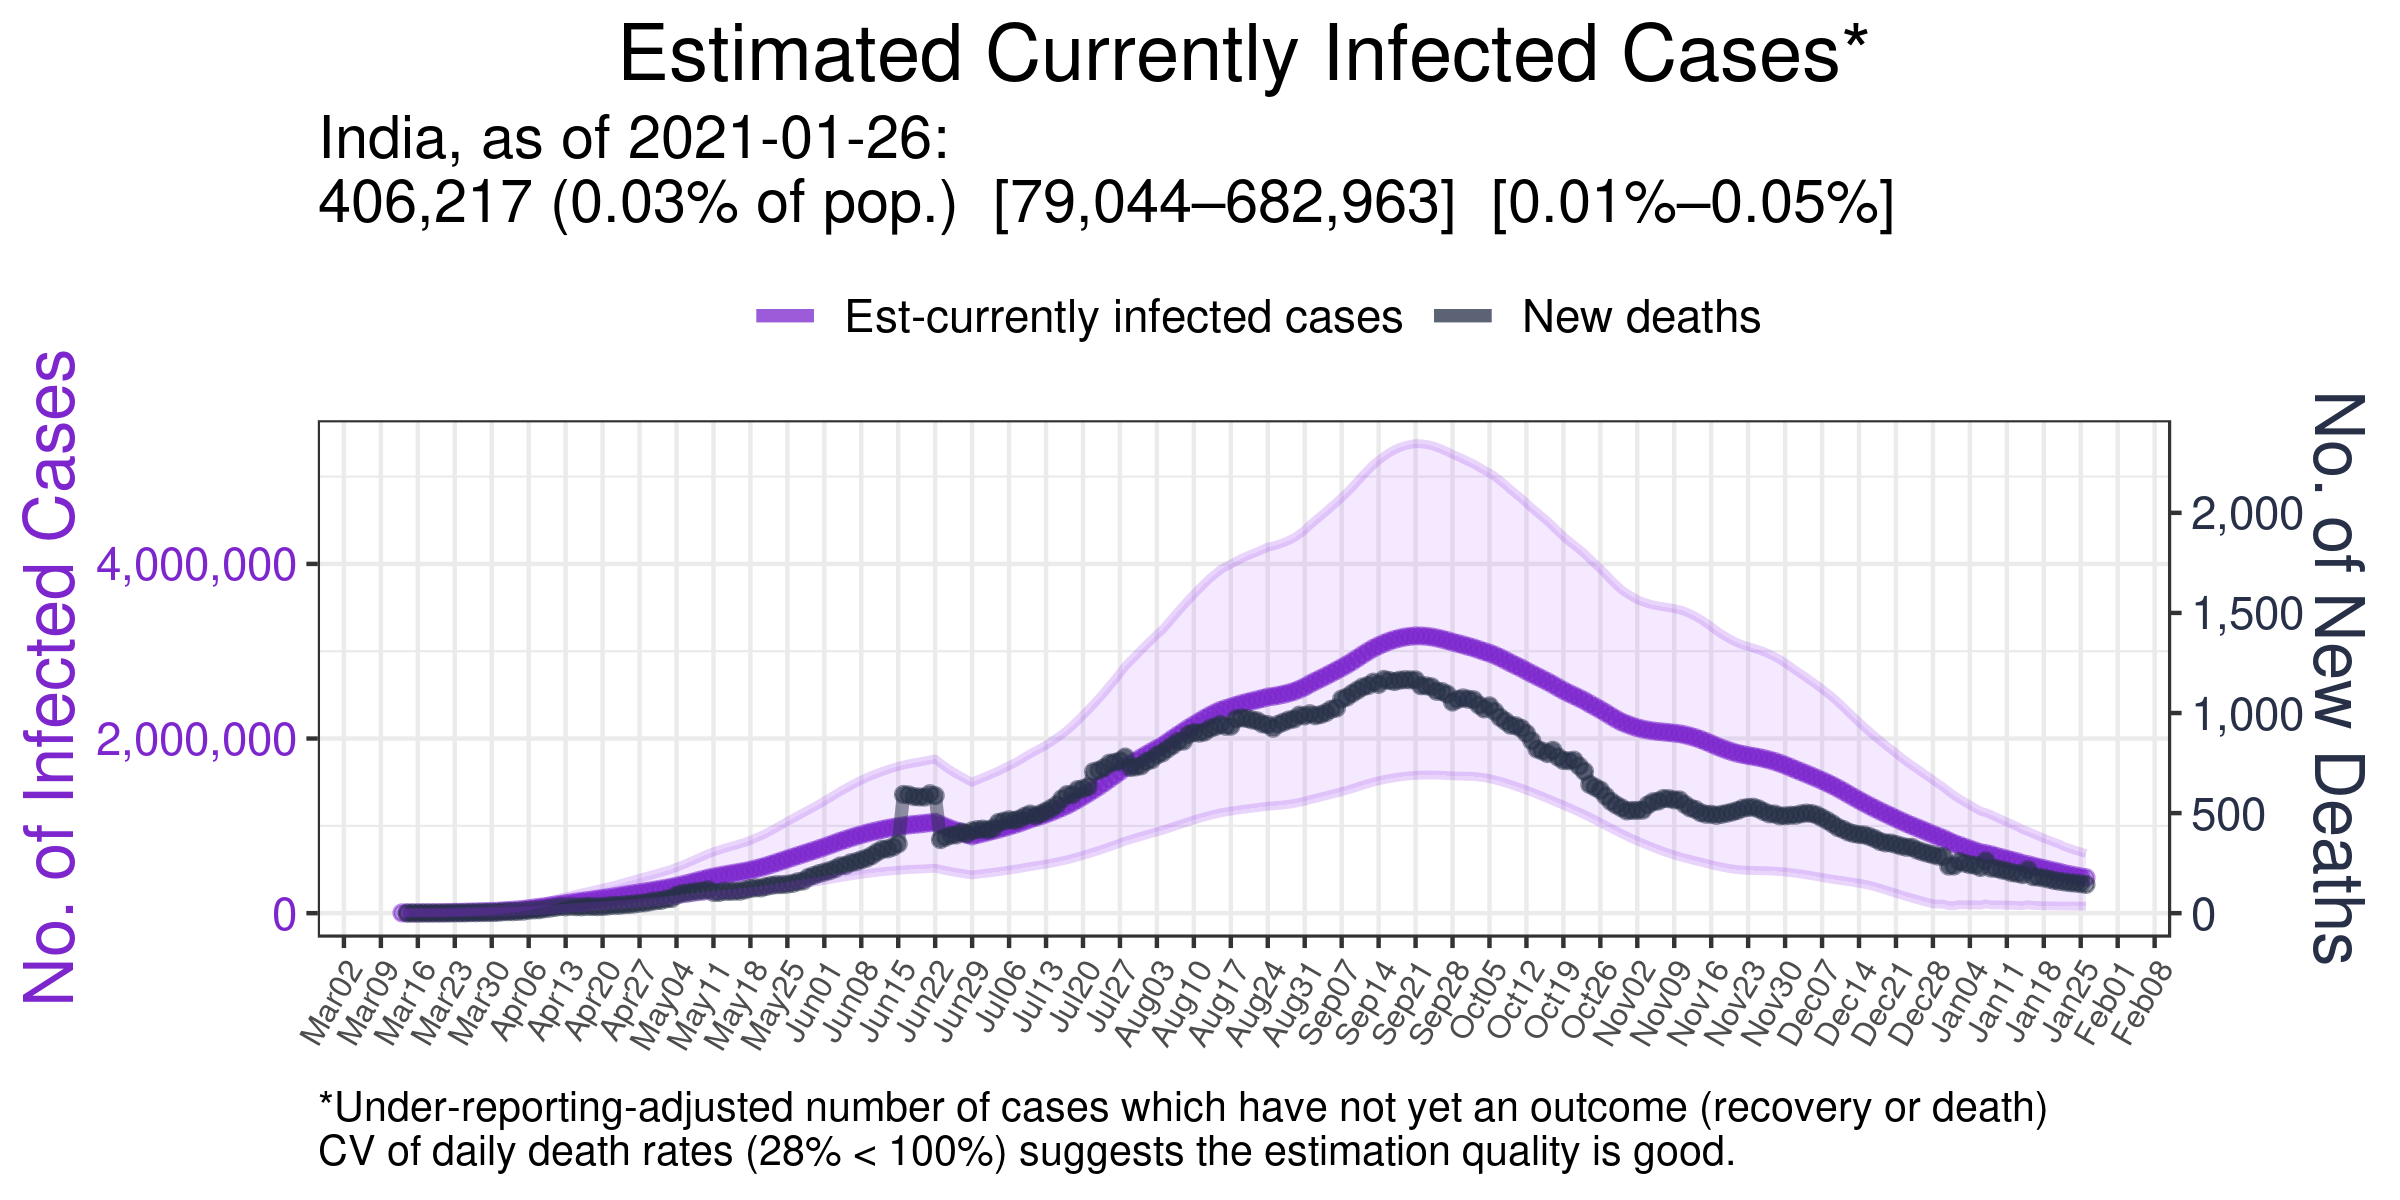 Estimated Currently Infected Cases*
India, as of 2021-01-26:
406,217 (0.03% of pop.) [79,044–682,963] [0.01%–0.05%]
Est-currently infected cases New deaths
No. of Infected Cases
4,000,000
2,000,000
0
2,000
1,500
1,000
500
0
No. of New Deaths
Mar02 Mar09 Mar16 Mar23 Mar30 Apr06 Apr13 Apr20 Apr27 May04 May11 May18 May25 Jun01 Jun08 Jun15 Jun22 Jun29 Jul06 Jul13 Jul20 Jul27 Aug03 Aug10 Aug17 Aug24 Aug31 Sep07 Sep14 Sep21 Sep28 Oct05 Oct12 Oct19 Oct26 Nov02 Nov09 Nov16 Nov23 Nov30 Dec07 Dec14 Dec21 Dec28 Jan04 Jan11 Jan18 Jan25 Feb01 Feb08
*Under-reporting-adjusted number of cases which have not yet an outcome (recovery or death)
CV of daily death rates (28% < 100%) suggests the estimation quality is good.